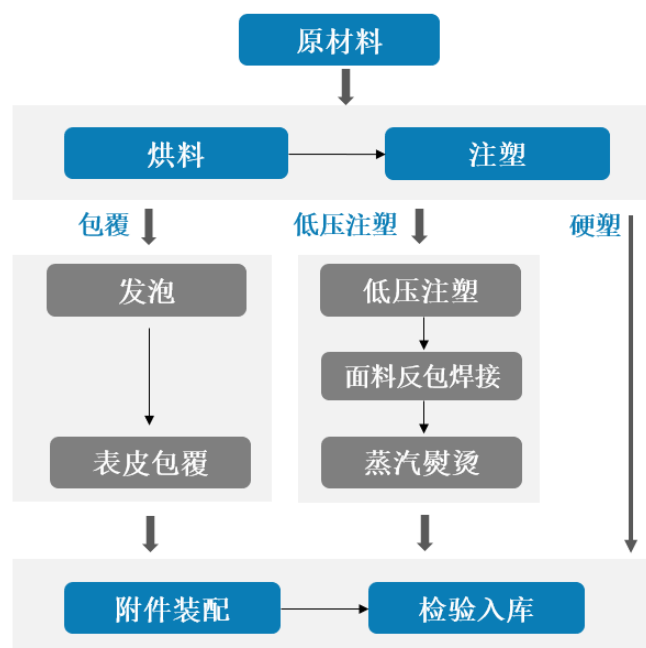 原材料
烘料
注塑
包覆
低压注塑
硬塑
发泡
低压注塑
面料反包焊接
表皮包覆
蒸汽熨烫
附件装配
检验入库